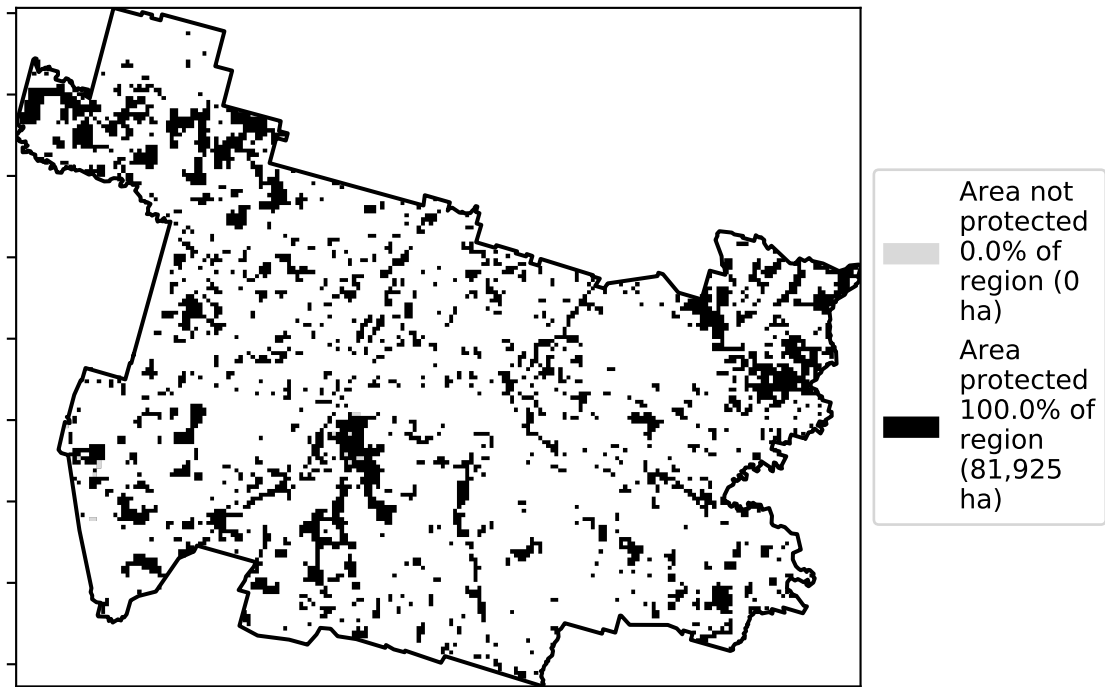 Area not
protected
0.0% of
region (0
ha)
Area
protected
100.0% of
region
(81,925
ha)